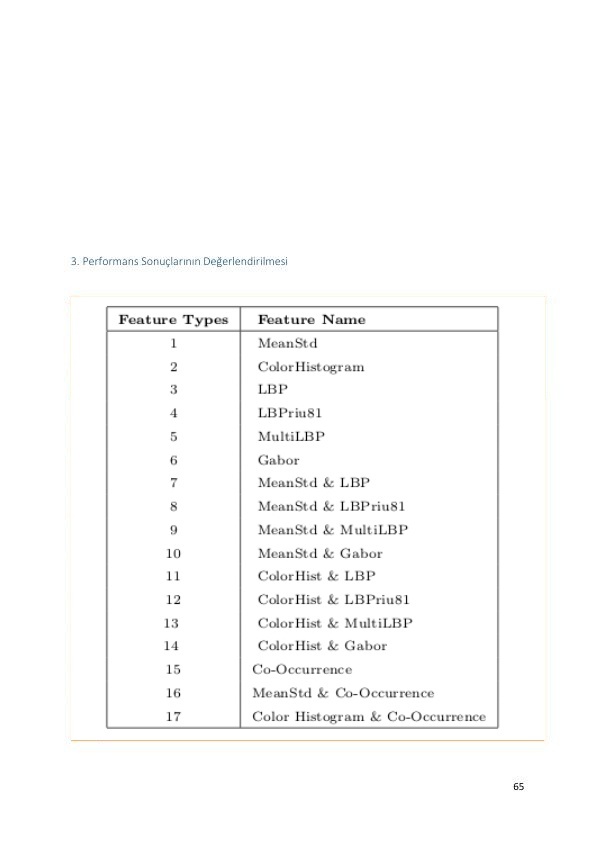 3. Performans Sonuçlarının Değerlendirilmesi
Feature Types Feature Name
1 MeanStd
2 ColorHistogram
3 LBP
4 LBPriu81
5 MultiLBP
6 Gabor
7 MeanStd & LBP
8 MeanStd & LBPriu81
9 MeanStd & MultiLBP
10 MeanStd & Gabor
11 ColorHist & LBP
12 ColorHist & LBPriu81
13 ColorHist & MultiLBP
14 ColorHist & Gabor
15 Co-Occurrence
16 MeanStd & Co-Occurrence
17 Color Histogram & Co-Occurrence
65